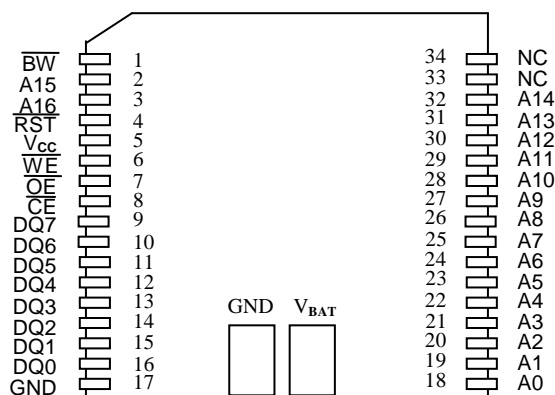 BW 1 34 NC
A15 2 33 NC
A16 3 32 A14
RST 4 31 A13
Vcc 5 30 A12
WE 6 29 A11
OE 7 28 A10
CE 8 27 A9
DQ7 9 26 A8
DQ6 10 25 A7
DQ5 11 24 A6
DQ4 12 23 A5
DQ3 13 22 A4
DQ2 14 21 A3
DQ1 15 20 A2
DQ0 16 19 A1
GND 17 18 A0
GND VBAT